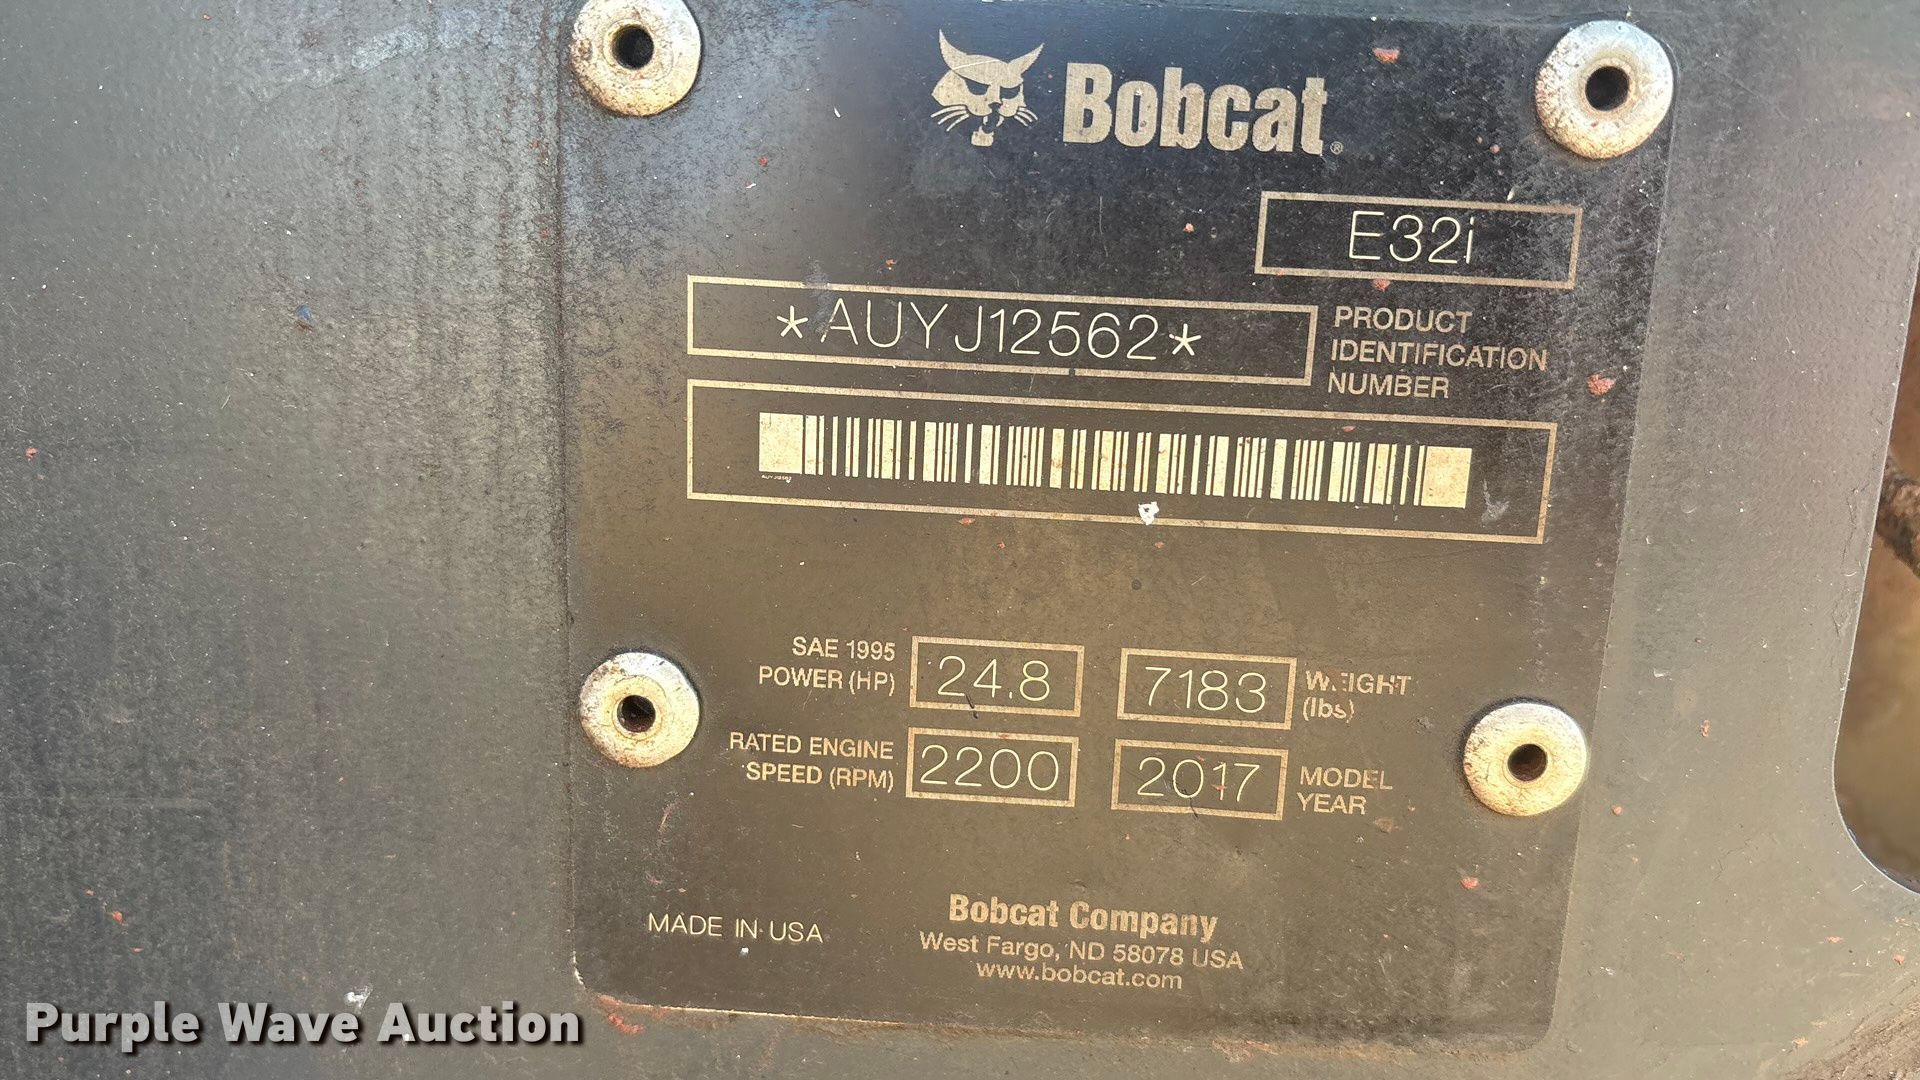 Bobcat®
E32i
*AUYJ12562*
PRODUCT
IDENTIFICATION
NUMBER
AUYJ12562
SAE 1995
POWER (HP)
24.8
7183
WEIGHT
(lbs)
RATED ENGINE
SPEED (RPM)
2200
2017
MODEL
YEAR
MADE IN USA
Bobcat Company
West Fargo, ND 58078 USA
www.bobcat.com
Purple Wave Auction